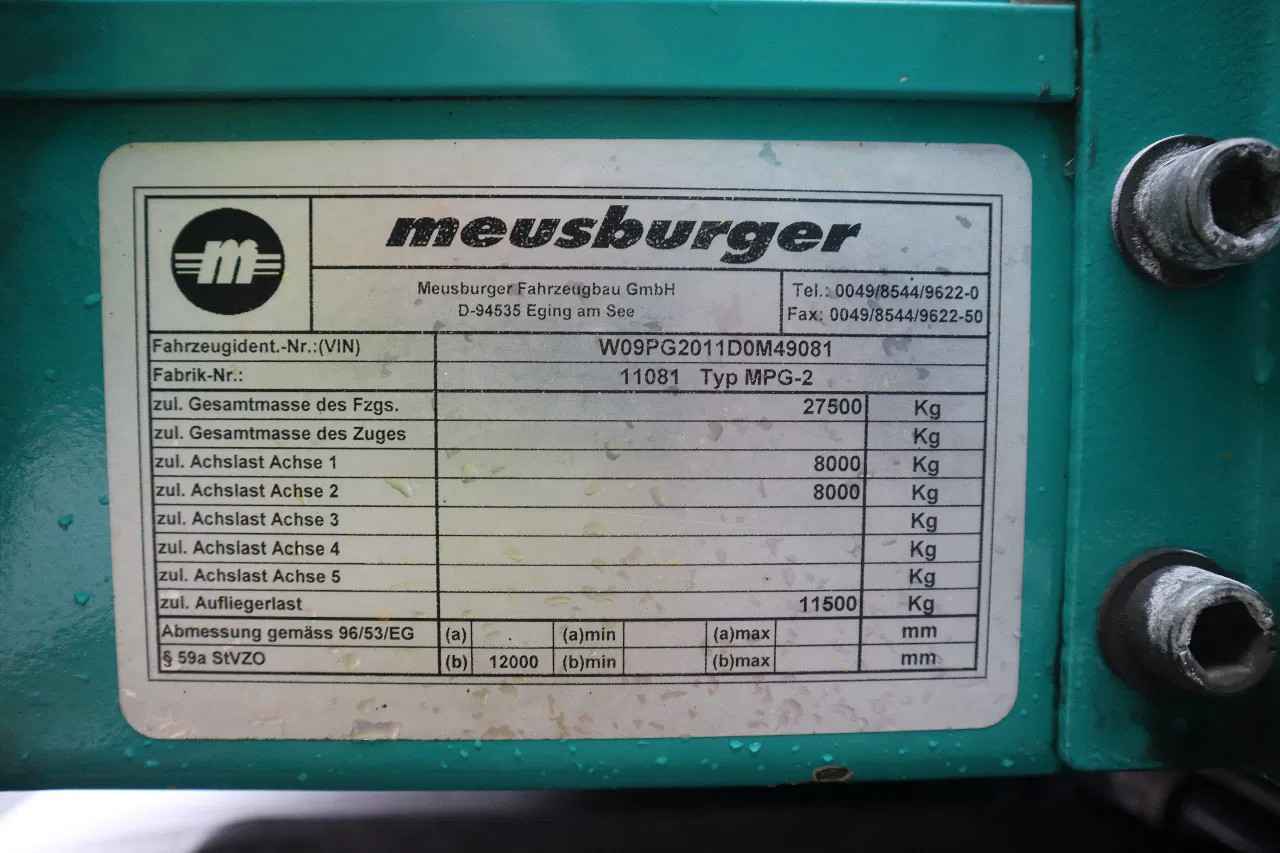 m
meusburger
Meusburger Fahrzeugbau GmbH
D-94535 Eging am See
Tel.: 0049/8544/9622-0
Fax: 0049/8544/9622-50
Fahrzeugident.-Nr.:(VIN) W09PG2011D0M49081
Fabrik-Nr.: 11081 Typ MPG-2
zul. Gesamtmasse des Fzgs. 27500 Kg
zul. Gesamtmasse des Zuges Kg
zul. Achslast Achse 1 8000 Kg
zul. Achslast Achse 2 8000 Kg
zul. Achslast Achse 3 Kg
zul. Achslast Achse 4 Kg
zul. Achslast Achse 5 Kg
zul. Aufliegerlast 11500 Kg
Abmessung gemäss 96/53/EG (a) . (a)min (a)max mm
§ 59a StVZO (b) 12000 (b)min (b)max mm